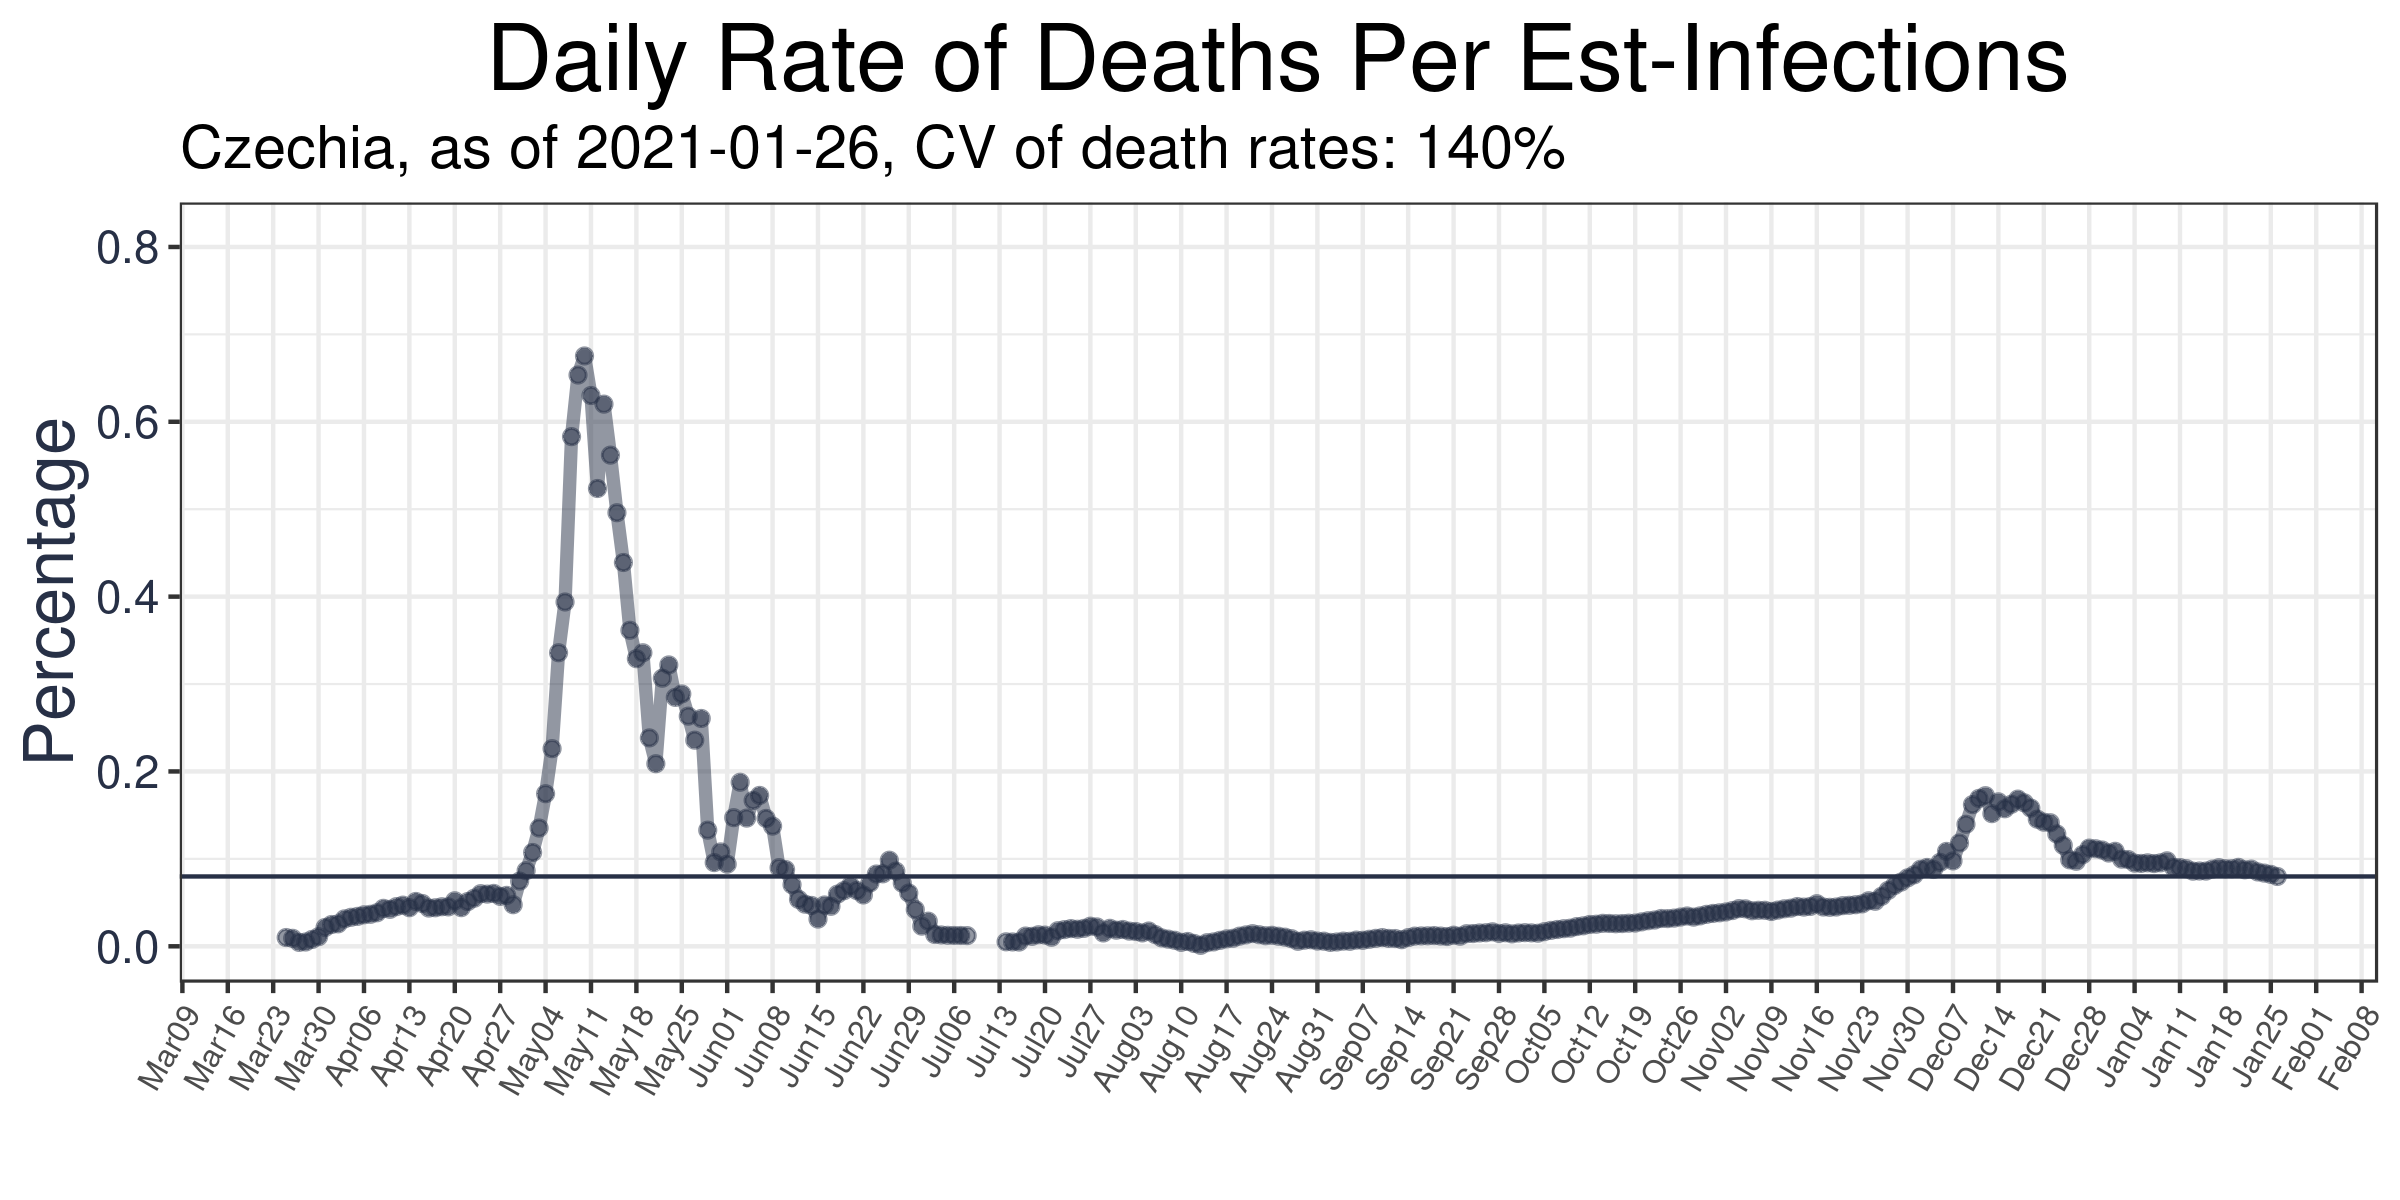 Daily Rate of Deaths Per Est-Infections
Czechia, as of 2021-01-26, CV of death rates: 140%
Percentage
0.8
0.6
0.4
0.2
0.0
Mar09 Mar16 Mar23 Mar30 Apr06 Apr13 Apr20 Apr27 May04 May11 May18 May25 Jun01 Jun08 Jun15 Jun22 Jun29 Jul06 Jul13 Jul20 Jul27 Aug03 Aug10 Aug17 Aug24 Aug31 Sep07 Sep14 Sep21 Sep28 Oct05 Oct12 Oct19 Oct26 Nov02 Nov09 Nov16 Nov23 Nov30 Dec07 Dec14 Dec21 Dec28 Jan04 Jan11 Jan18 Jan25 Feb01 Feb08